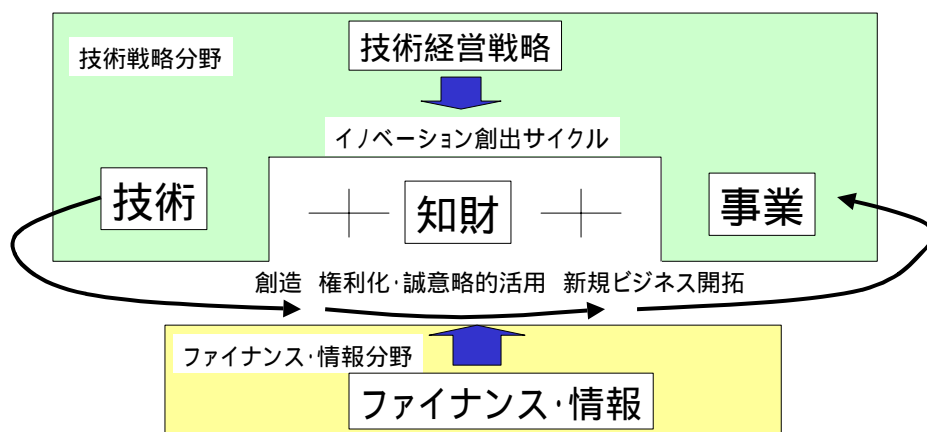 技術戦略分野
技術経営戦略
イノベーション創出サイクル
技術
知財
事業
創造 権利化・誠意略的活用 新規ビジネス開拓
ファイナンス・情報分野
ファイナンス・情報